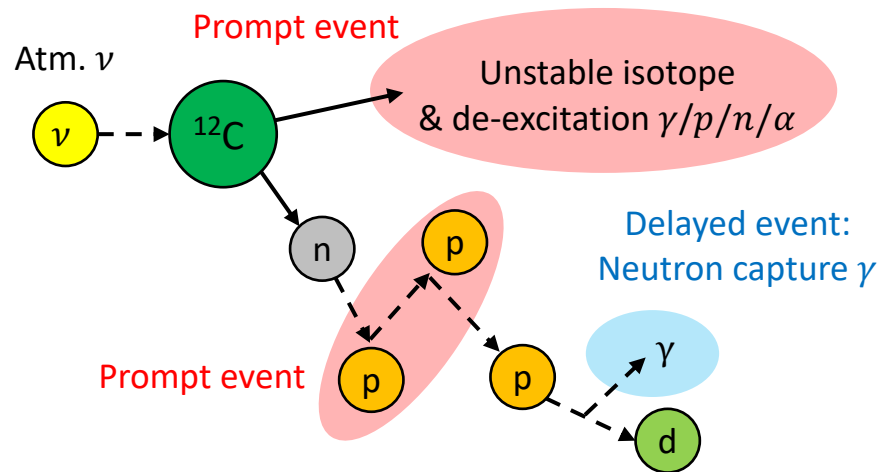 Prompt event
Atm. ν
Unstable isotope
& de-excitation γ/p/n/α
ν
¹²C
n
p
Delayed event:
Neutron capture γ
Prompt event
p
p
γ
d